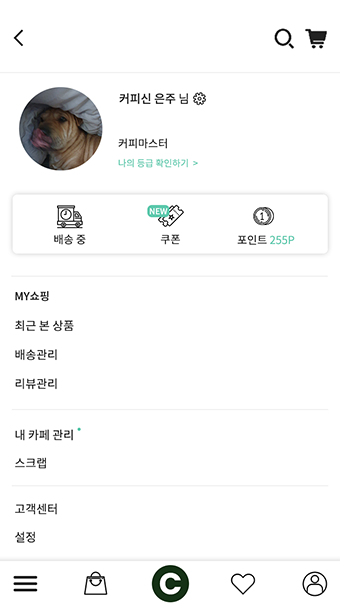 커피신 은주 님
커피마스터
나의 등급 확인하기 >
NEW
배송 중
쿠폰
포인트 255P
MY쇼핑
최근 본 상품
배송관리
리뷰관리
내 카페 관리
스크랩
고객센터
설정
C